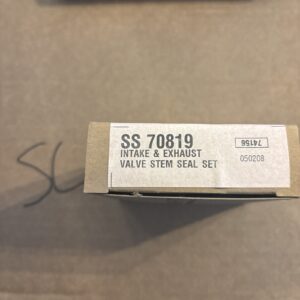 SS 70819
INTAKE & EXHAUST
VALVE STEM SEAL SET
74156
050208